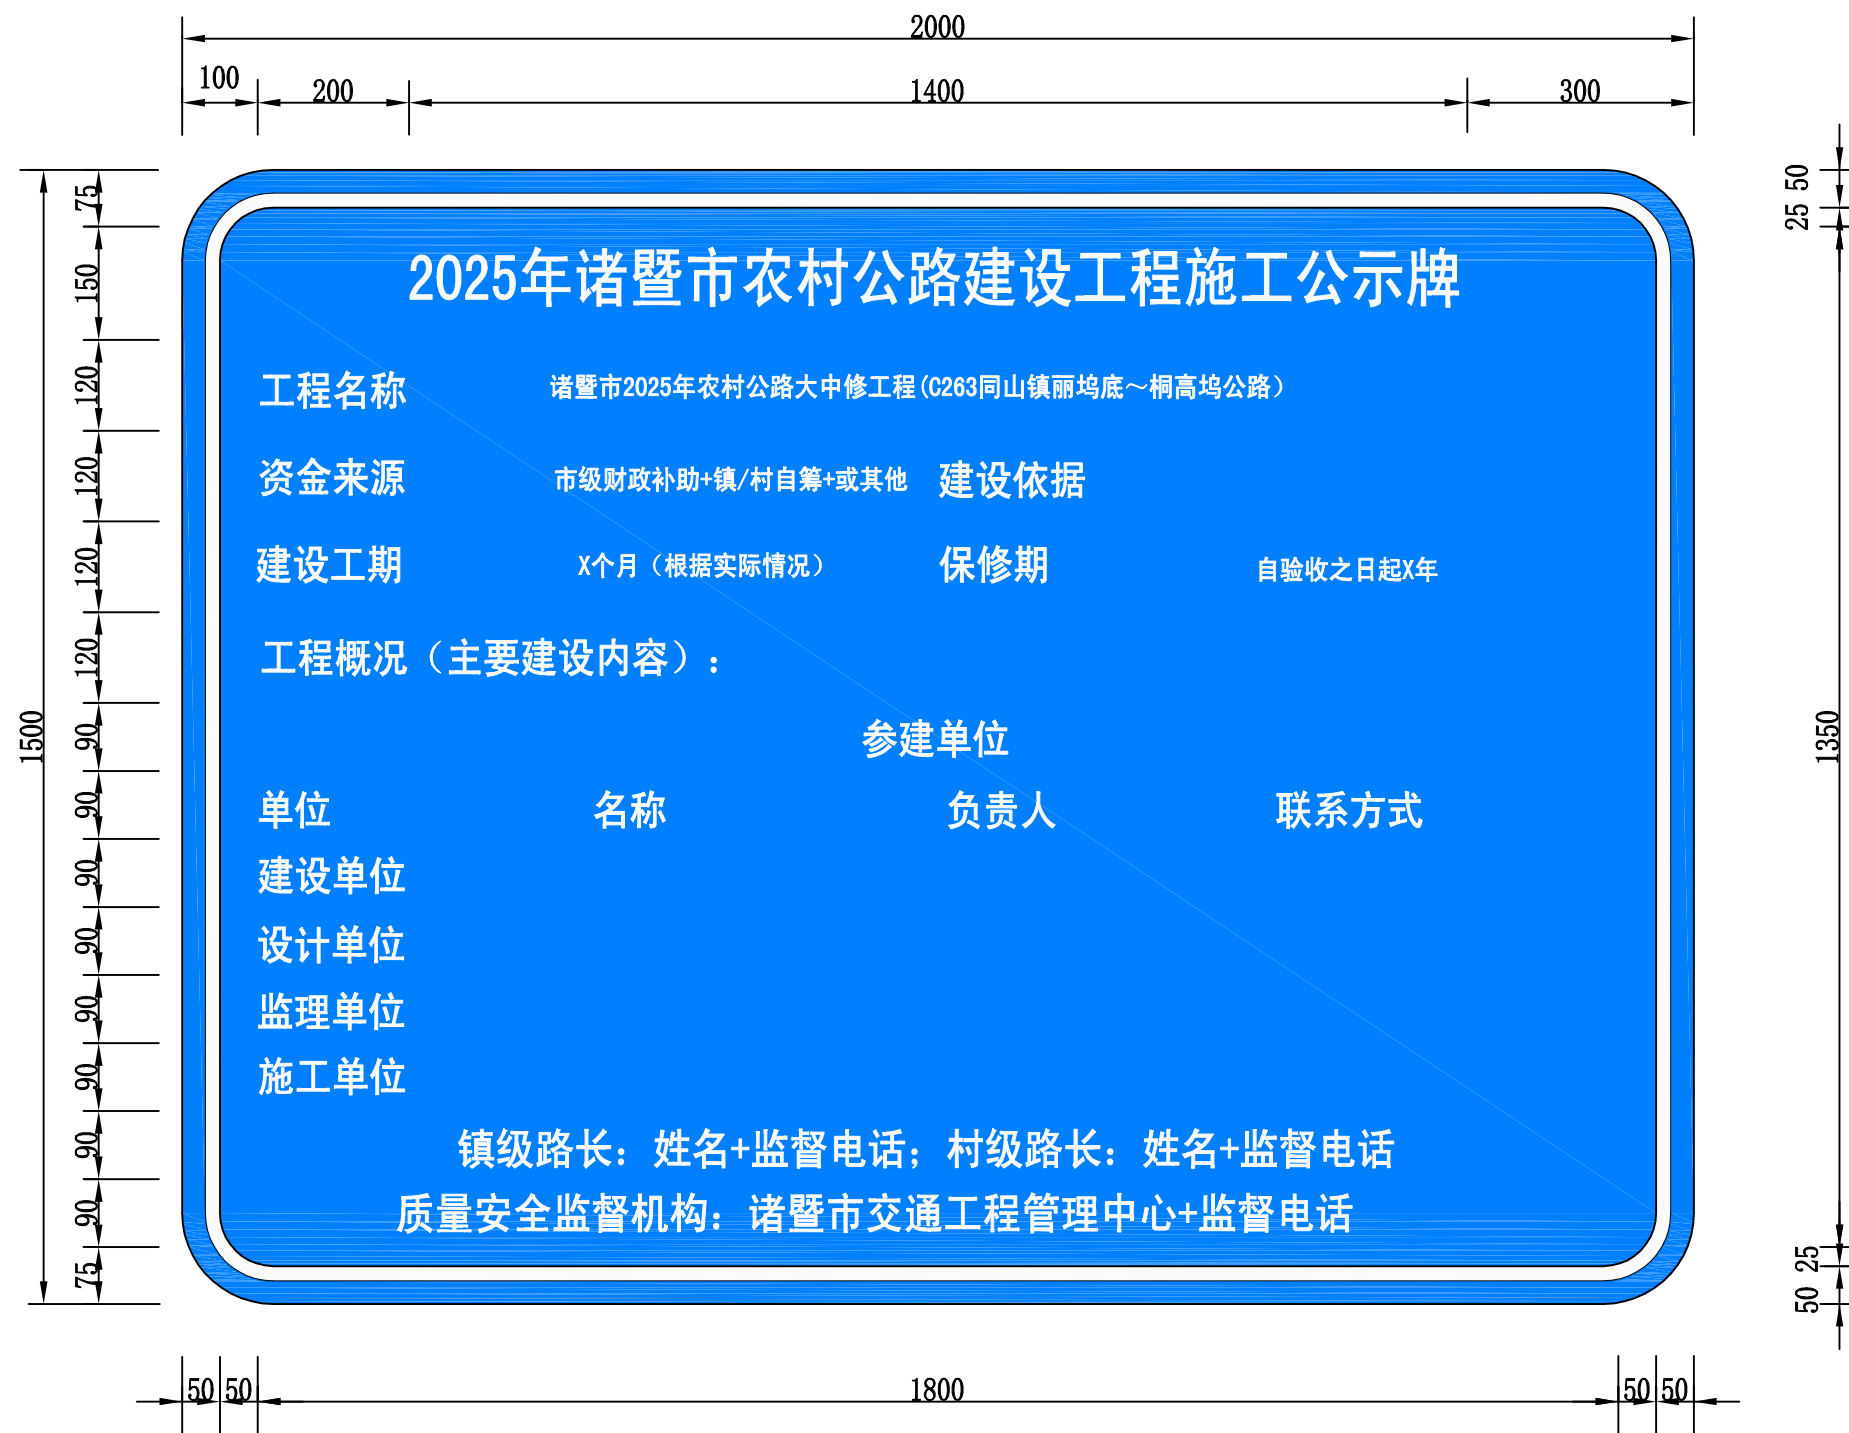 2000
100 200 1400 300
2025年诸暨市农村公路建设工程施工公示牌
工程名称 诸暨市2025年农村公路大中修工程(C263同山镇丽坞底～桐高坞公路）
资金来源 市级财政补助+镇/村自筹+或其他 建设依据
建设工期 X个月（根据实际情况） 保修期 自验收之日起X年
工程概况（主要建设内容）：
参建单位
单位 名称 负责人 联系方式
建设单位
设计单位
监理单位
施工单位
镇级路长：姓名+监督电话；村级路长：姓名+监督电话
质量安全监督机构：诸暨市交通工程管理中心+监督电话
1500
75
150
120
120
120
120
90
90
90
90
90
90
90
90
75
50
25
1350
25
50
50 50 1800 50 50